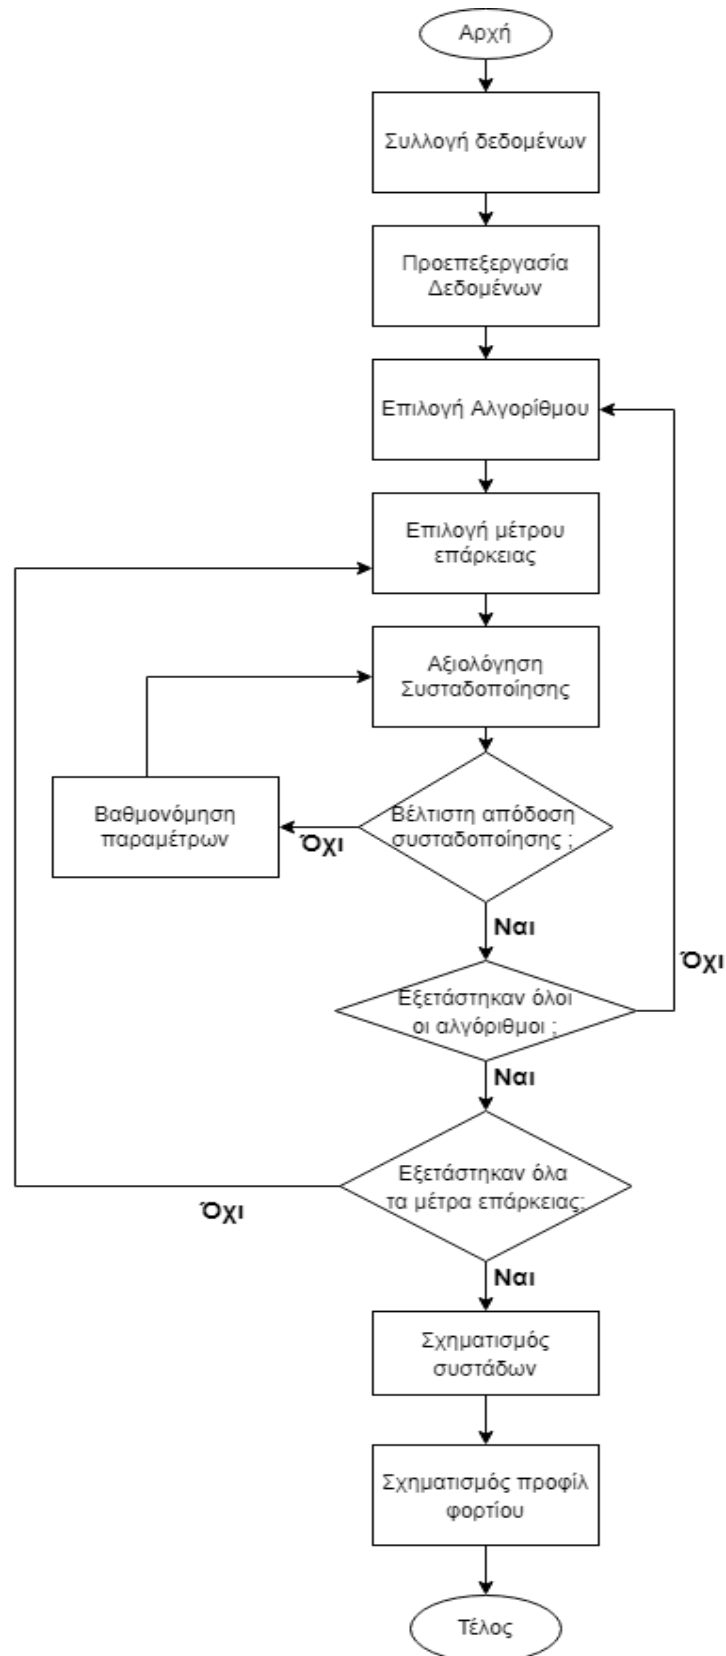 Αρχή
Συλλογή δεδομένων
Προεπεξεργασία
Δεδομένων
Επιλογή Αλγορίθμου
Επιλογή μέτρου
επάρκειας
Αξιολόγηση
Συσταδοποίησης
Βαθμονόμηση
παραμέτρων
Όχι
Βέλτιστη απόδοση
συσταδοποίησης ;
Ναι
Όχι
Εξετάστηκαν όλοι
οι αλγόριθμοι ;
Ναι
Εξετάστηκαν όλα
τα μέτρα επάρκειας;
Όχι
Ναι
Σχηματισμός
συστάδων
Σχηματισμός προφίλ
φορτίου
Τέλος